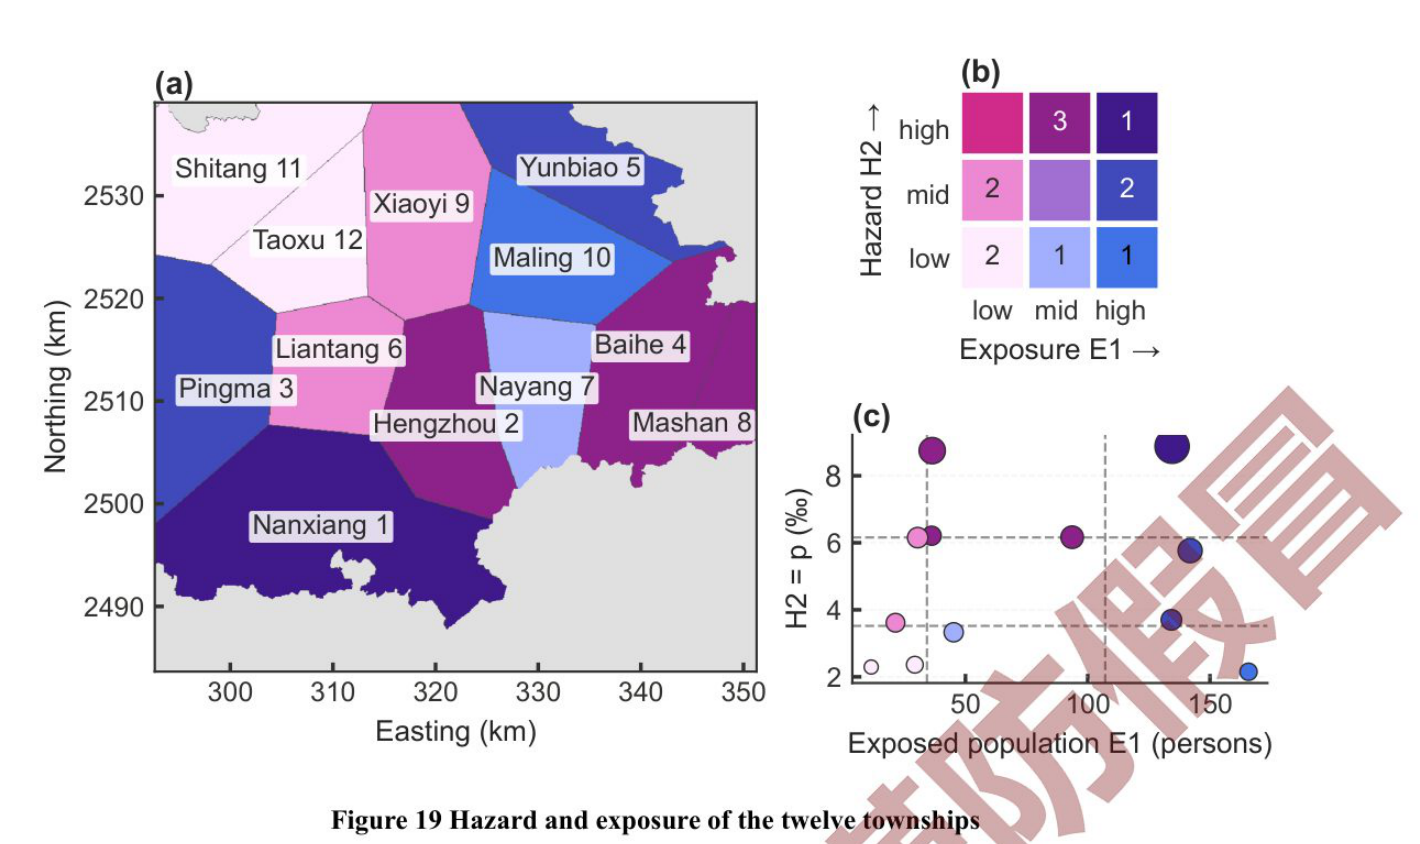 (a)
Shitang 11
Yunbiao 5
Xiaoyi 9
Taoxu 12
Maling 10
Liantang 6
Baihe 4
Pingma 3
Nayang 7
Hengzhou 2
Mashan 8
Nanxiang 1
2530
2520
2510
2500
2490
Northing (km)
300 310 320 330 340 350
Easting (km)
(b)
Hazard H2 →
high 3 1
mid 2 2
low 2 1 1
low mid high
Exposure E1 →
(c)
8
6
4
2
H2 = p (‰)
50 100 150
Exposed population E1 (persons)
Figure 19 Hazard and exposure of the twelve townships
防假冒